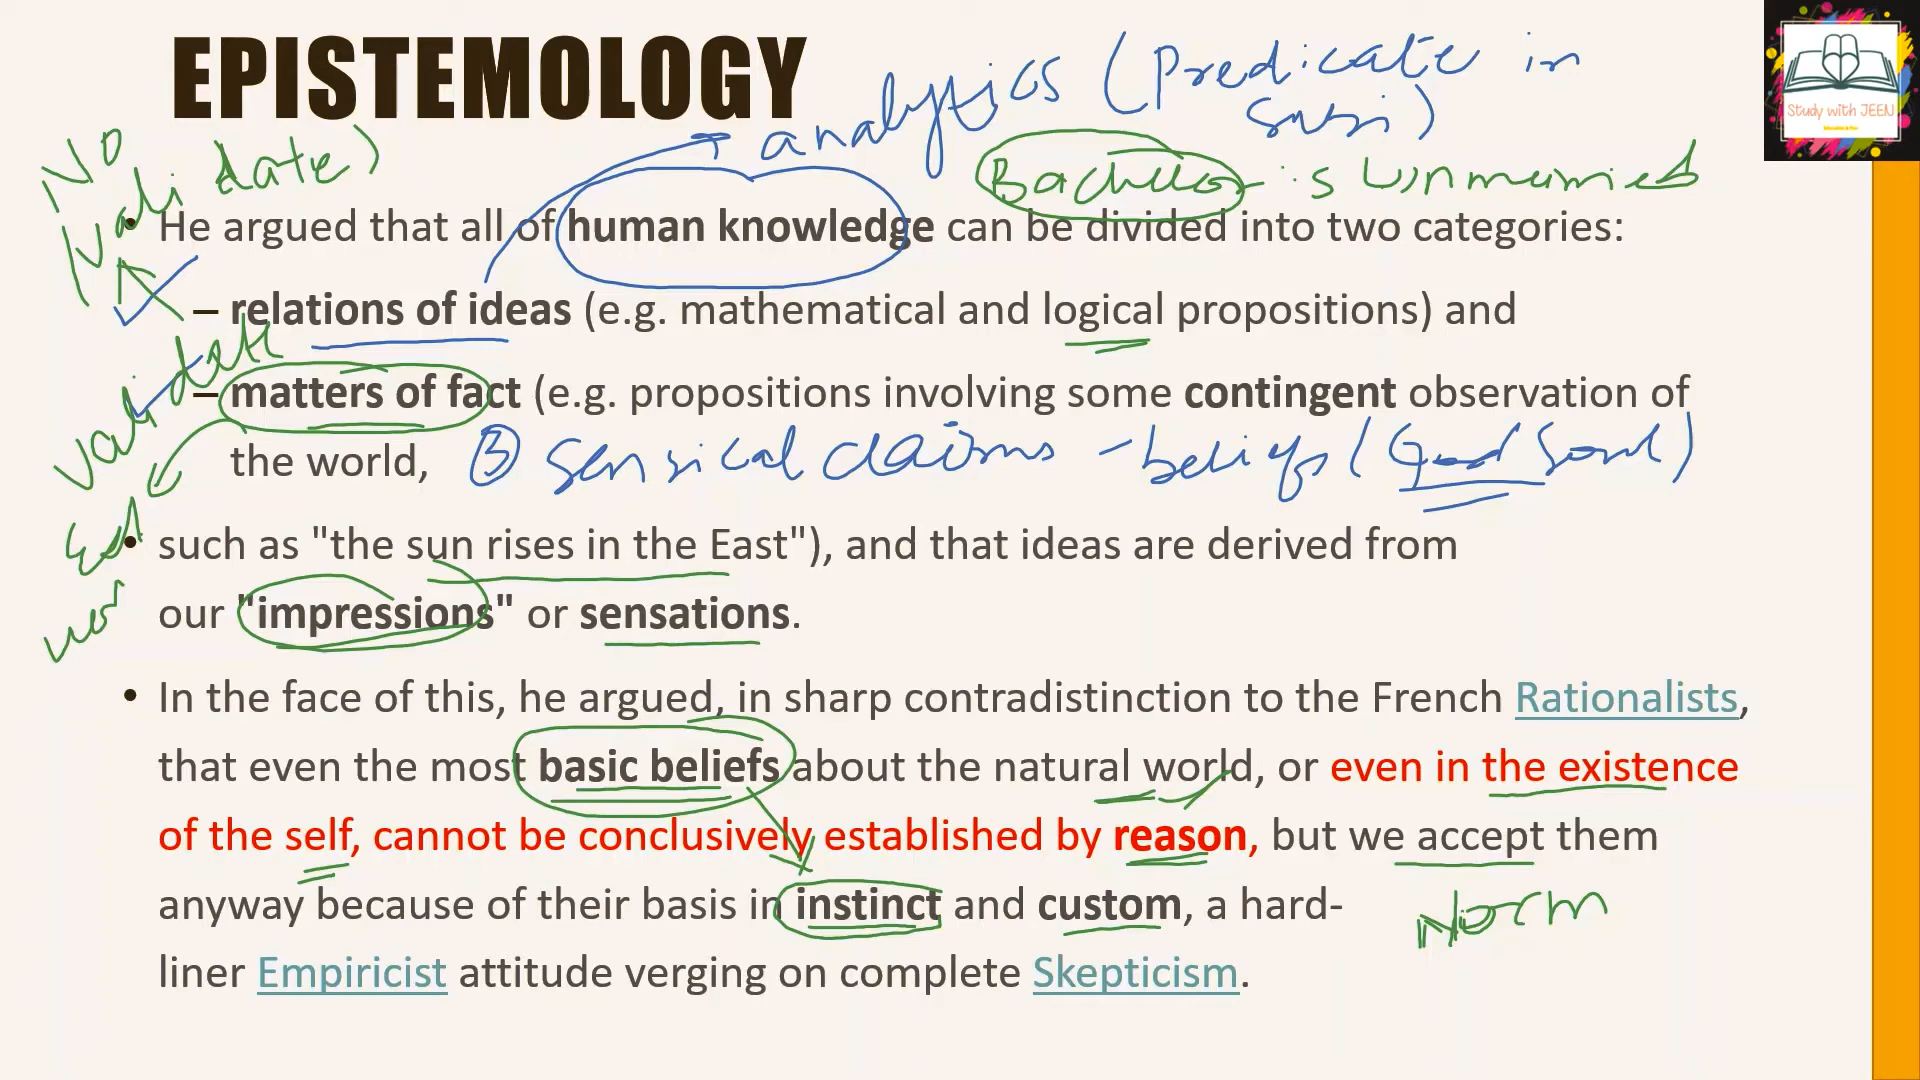 EPISTEMOLOGY
analytics (Predicate in
Study with JEEN
No
Validate)
Bachelor is Unmarried
• He argued that all of human knowledge can be divided into two categories:
– relations of ideas (e.g. mathematical and logical propositions) and
Validate
– matters of fact (e.g. propositions involving some contingent observation of
the world, ③ Sensical claims - beliefs (Good Soul)
• such as "the sun rises in the East"), and that ideas are derived from
our "impressions" or sensations.
• In the face of this, he argued, in sharp contradistinction to the French Rationalists,
that even the most basic beliefs about the natural world, or even in the existence
of the self, cannot be conclusively established by reason, but we accept them
anyway because of their basis in instinct and custom, a hard-
Norm
liner Empiricist attitude verging on complete Skepticism.